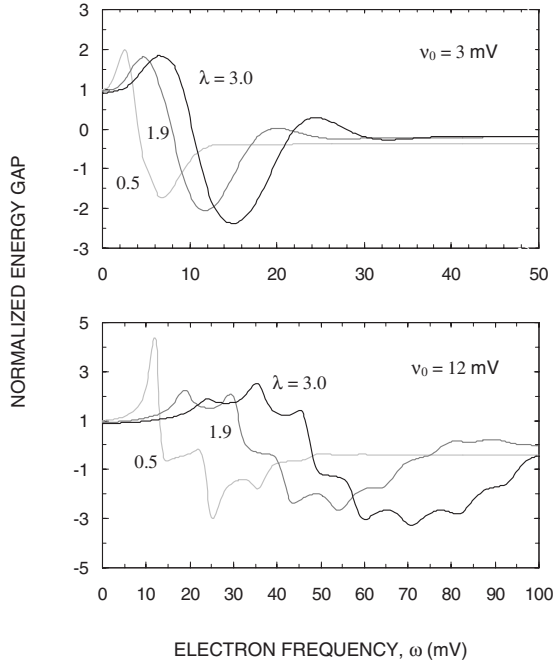 NORMALIZED ENERGY GAP
3
2
1
0
-1
-2
-3
ν₀ = 3 mV
λ = 3.0
1.9
0.5
0 10 20 30 40 50
5
3
1
-1
-3
-5
ν₀ = 12 mV
λ = 3.0
1.9
0.5
0 10 20 30 40 50 60 70 80 90 100
ELECTRON FREQUENCY, ω (mV)